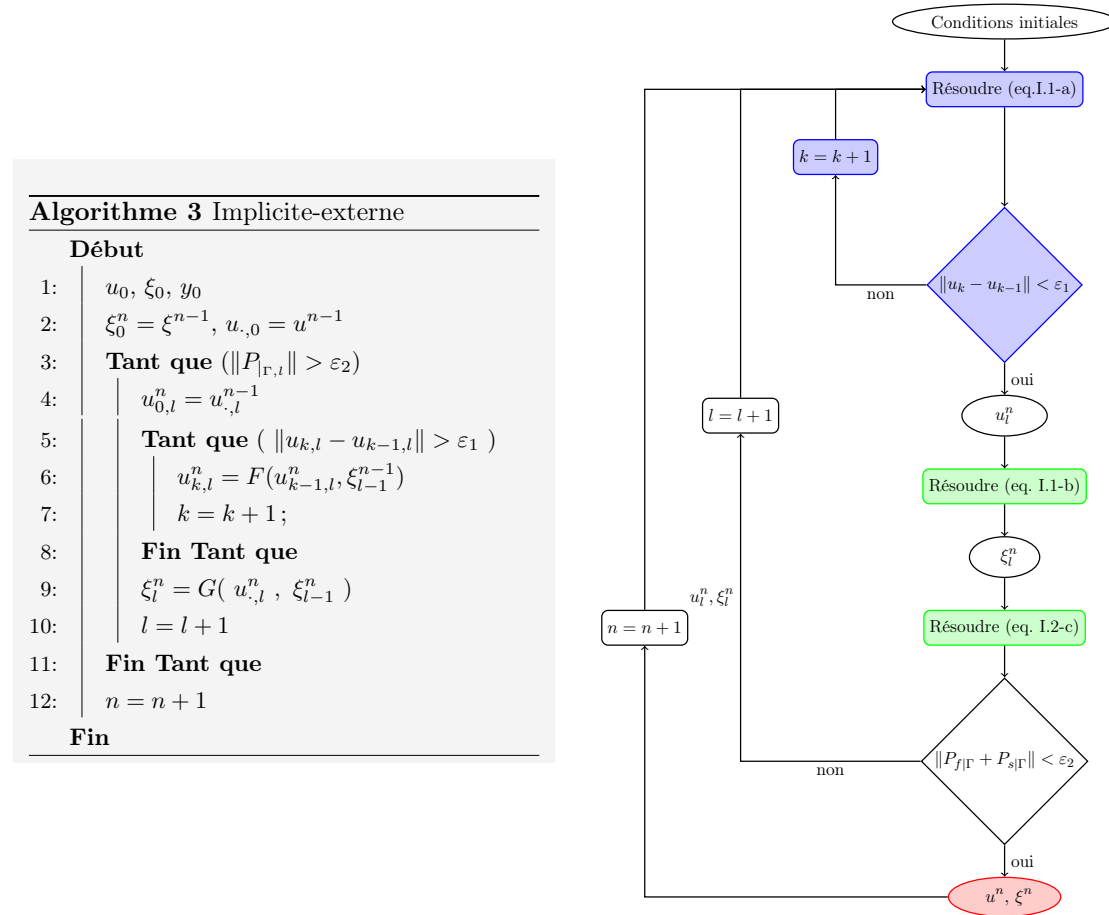 Algorithme 3 Implicite-externe
Début
1: u_0, ξ_0, y_0
2: ξ_0^n = ξ^{n−1}, u_{·,0} = u^{n−1}
3: Tant que (‖P_{|Γ,l}‖ > ε_2)
4: u_{0,l}^n = u_{·,l}^{n−1}
5: Tant que ( ‖u_{k,l} − u_{k−1,l}‖ > ε_1 )
6: u_{k,l}^n = F(u_{k−1,l}^n, ξ_{l−1}^{n−1})
7: k = k + 1 ;
8: Fin Tant que
9: ξ_l^n = G( u_{·,l}^n , ξ_{l−1}^n )
10: l = l + 1
11: Fin Tant que
12: n = n + 1
Fin
Conditions initiales
Résoudre (eq.I.1-a)
k = k + 1
‖u_k − u_{k−1}‖ < ε_1
non
oui
u_l^n
l = l + 1
Résoudre (eq. I.1-b)
ξ_l^n
u_l^n, ξ_l^n
n = n + 1
Résoudre (eq. I.2-c)
‖P_{f|Γ} + P_{s|Γ}‖ < ε_2
non
oui
u^n, ξ^n